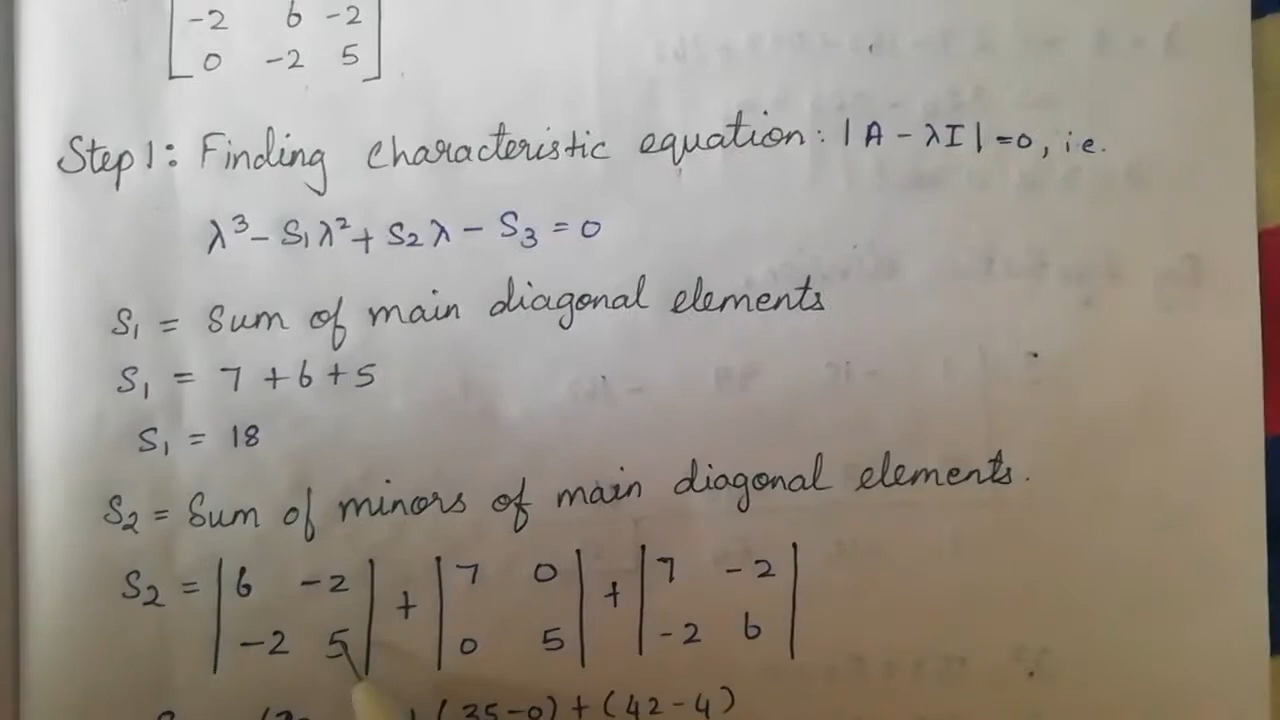 -2 6 -2
0 -2 5
Step 1: Finding characteristic equation: |A - λI| = 0, i.e.
λ³ - S₁λ² + S₂λ - S₃ = 0
S₁ = Sum of main diagonal elements
S₁ = 7 + 6 + 5
S₁ = 18
S₂ = Sum of minors of main diagonal elements.
S₂ = |6 -2| + |7 0| + |7 -2|
|-2 5| |0 5| |-2 6|
(35-0) + (42-4)